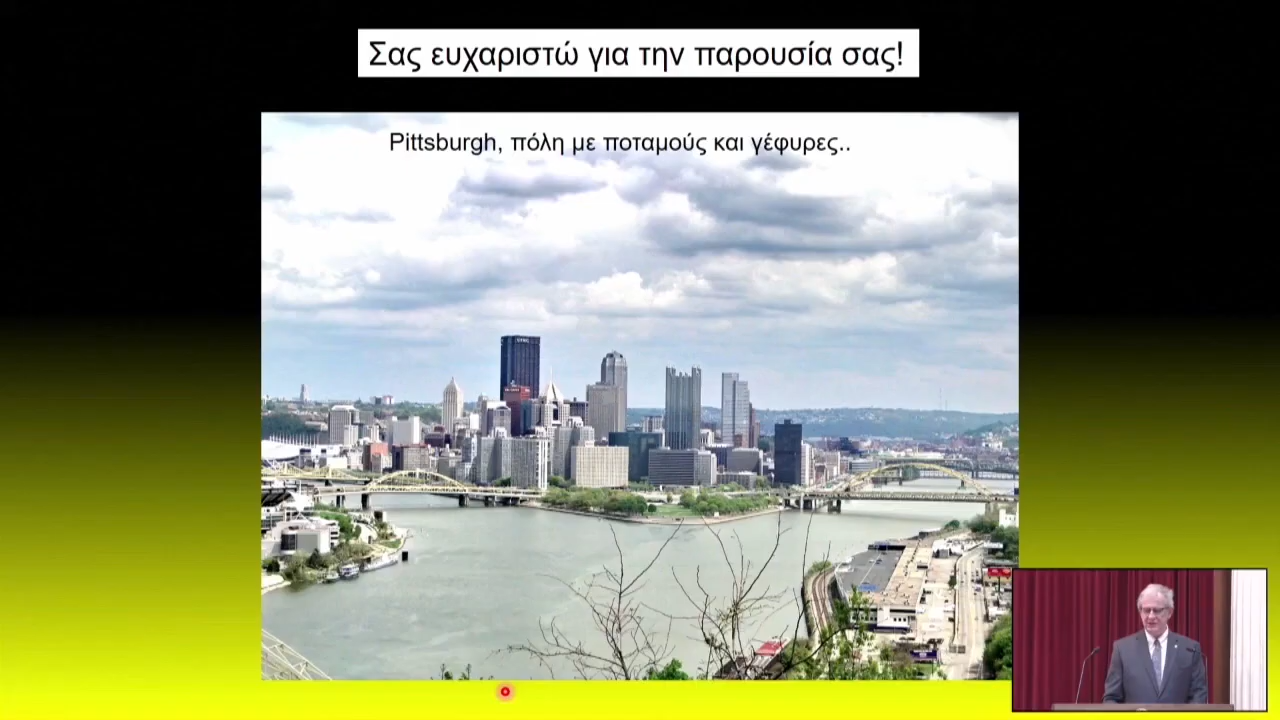 Σας ευχαριστώ για την παρουσία σας!
Pittsburgh, πόλη με ποταμούς και γέφυρες..